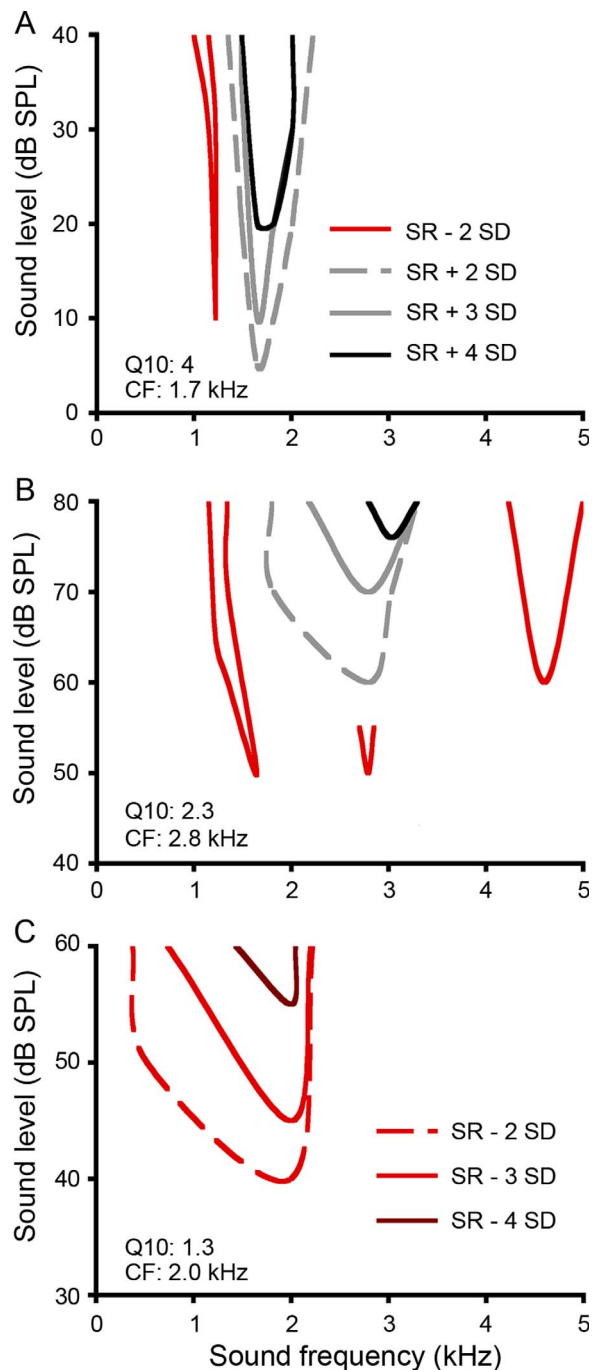 A
Sound level (dB SPL)
40
30
20
10
0
SR - 2 SD
SR + 2 SD
SR + 3 SD
SR + 4 SD
Q10: 4
CF: 1.7 kHz
0 1 2 3 4 5
B
Sound level (dB SPL)
80
70
60
50
40
Q10: 2.3
CF: 2.8 kHz
0 1 2 3 4 5
C
Sound level (dB SPL)
60
50
40
30
SR - 2 SD
SR - 3 SD
SR - 4 SD
Q10: 1.3
CF: 2.0 kHz
0 1 2 3 4 5
Sound frequency (kHz)